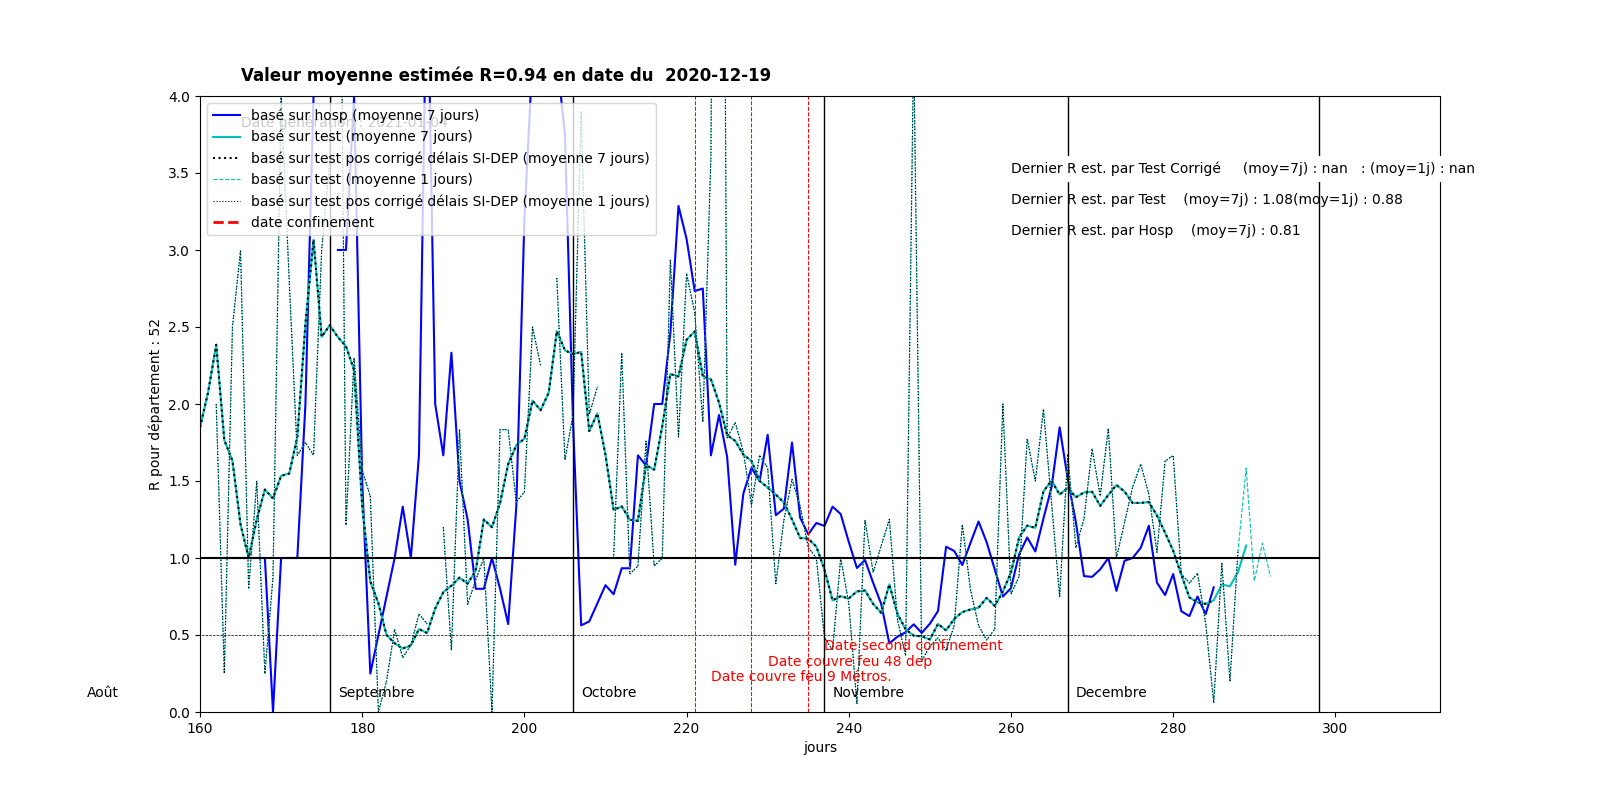 Valeur moyenne estimée R=0.94 en date du  2020-12-19
Date génération : 2021-01-04
basé sur hosp (moyenne 7 jours)
basé sur test (moyenne 7 jours)
basé sur test pos corrigé délais SI-DEP (moyenne 7 jours)
basé sur test (moyenne 1 jours)
basé sur test pos corrigé délais SI-DEP (moyenne 1 jours)
date confinement
Dernier R est. par Test Corrigé (moy=7j) : nan : (moy=1j) : nan
Dernier R est. par Test (moy=7j) : 1.08(moy=1j) : 0.88
Dernier R est. par Hosp (moy=7j) : 0.81
R pour département : 52
4.0
3.5
3.0
2.5
2.0
1.5
1.0
0.5
0.0
Date second confinement
Date couvre feu 48 dep
Date couvre feu 9 Metros.
Août Septembre Octobre Novembre Decembre
160 180 200 220 240 260 280 300
jours